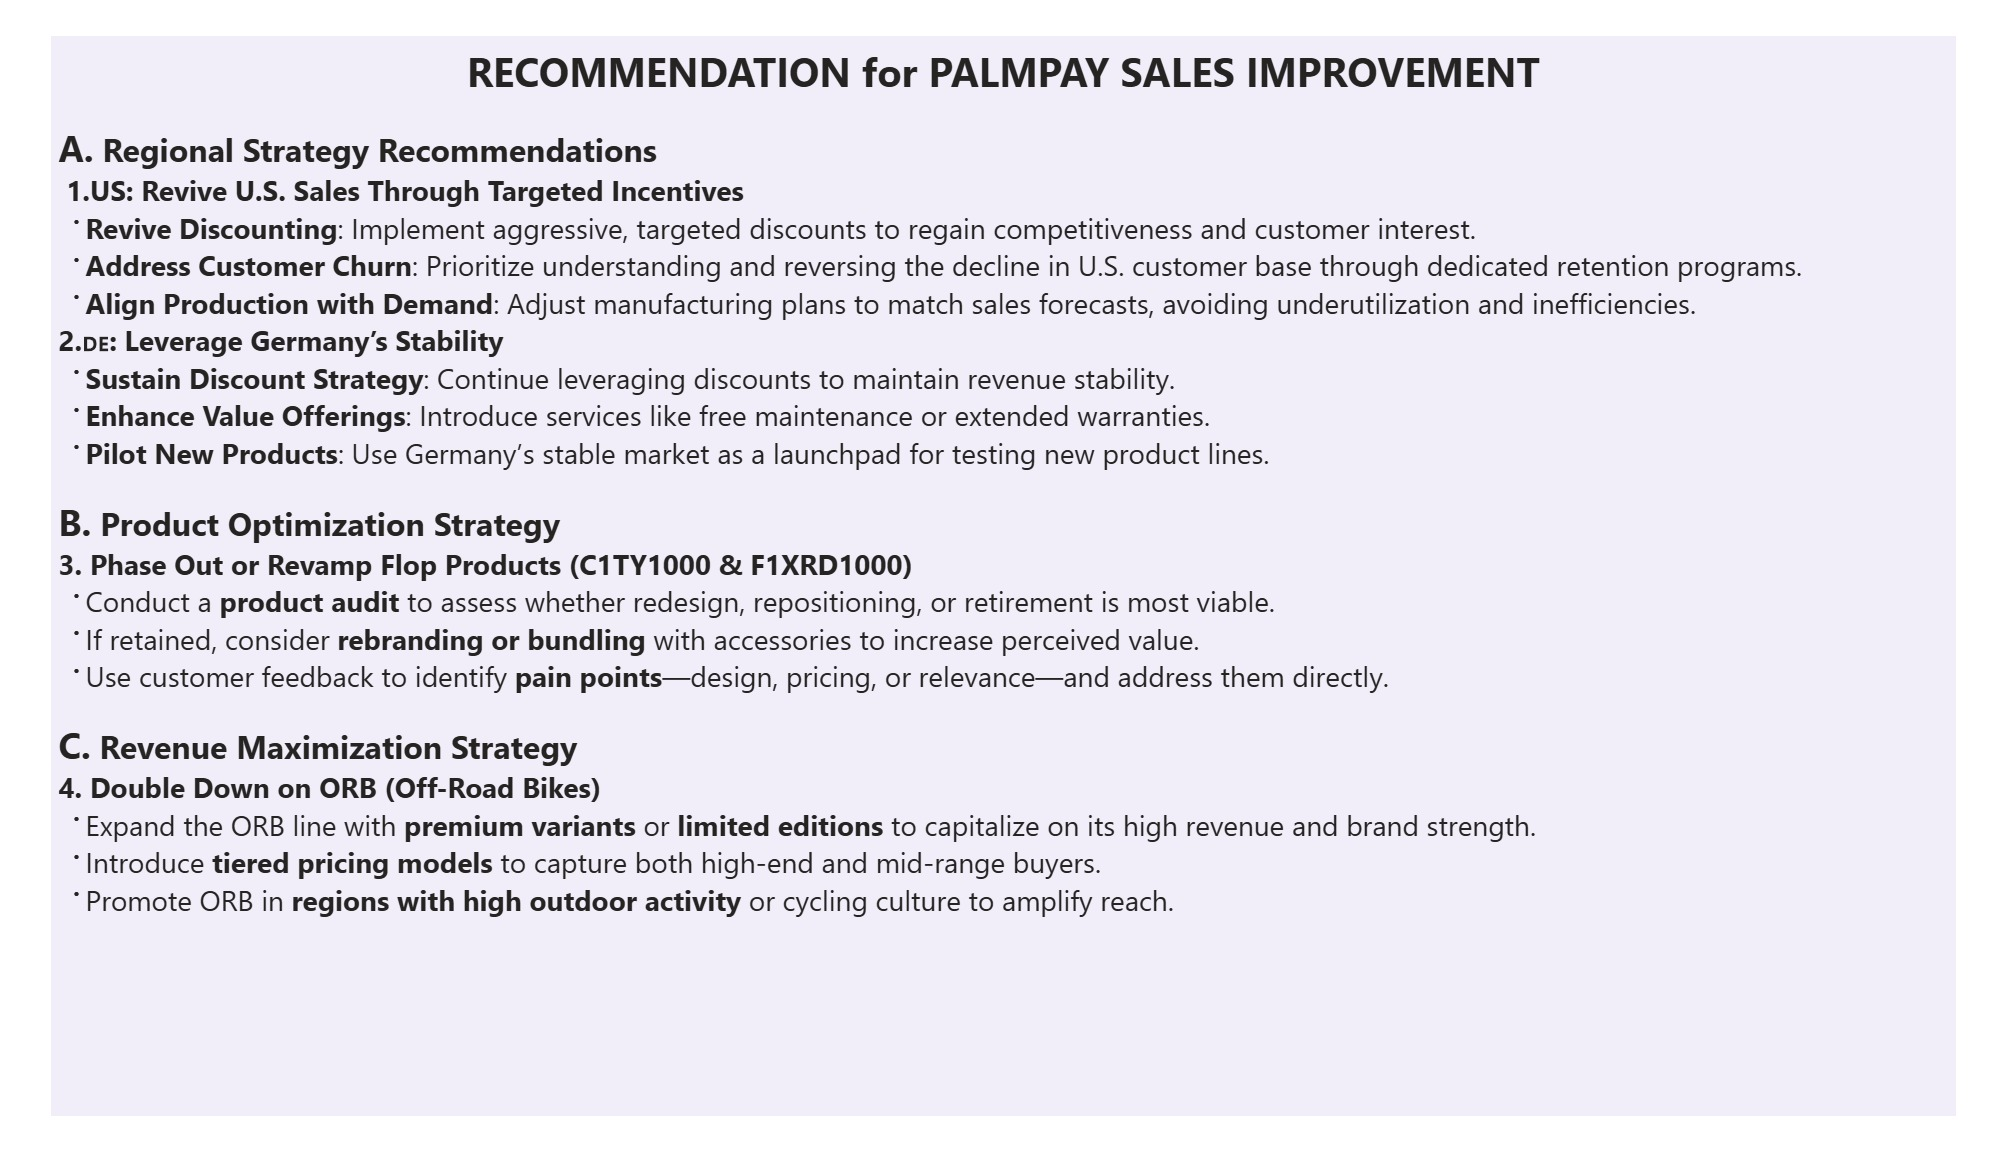 RECOMMENDATION for PALMPAY SALES IMPROVEMENT
A. Regional Strategy Recommendations
1.US: Revive U.S. Sales Through Targeted Incentives
· Revive Discounting: Implement aggressive, targeted discounts to regain competitiveness and customer interest.
· Address Customer Churn: Prioritize understanding and reversing the decline in U.S. customer base through dedicated retention programs.
· Align Production with Demand: Adjust manufacturing plans to match sales forecasts, avoiding underutilization and inefficiencies.
2.DE: Leverage Germany’s Stability
· Sustain Discount Strategy: Continue leveraging discounts to maintain revenue stability.
· Enhance Value Offerings: Introduce services like free maintenance or extended warranties.
· Pilot New Products: Use Germany’s stable market as a launchpad for testing new product lines.
B. Product Optimization Strategy
3. Phase Out or Revamp Flop Products (C1TY1000 & F1XRD1000)
· Conduct a product audit to assess whether redesign, repositioning, or retirement is most viable.
· If retained, consider rebranding or bundling with accessories to increase perceived value.
· Use customer feedback to identify pain points—design, pricing, or relevance—and address them directly.
C. Revenue Maximization Strategy
4. Double Down on ORB (Off-Road Bikes)
· Expand the ORB line with premium variants or limited editions to capitalize on its high revenue and brand strength.
· Introduce tiered pricing models to capture both high-end and mid-range buyers.
· Promote ORB in regions with high outdoor activity or cycling culture to amplify reach.